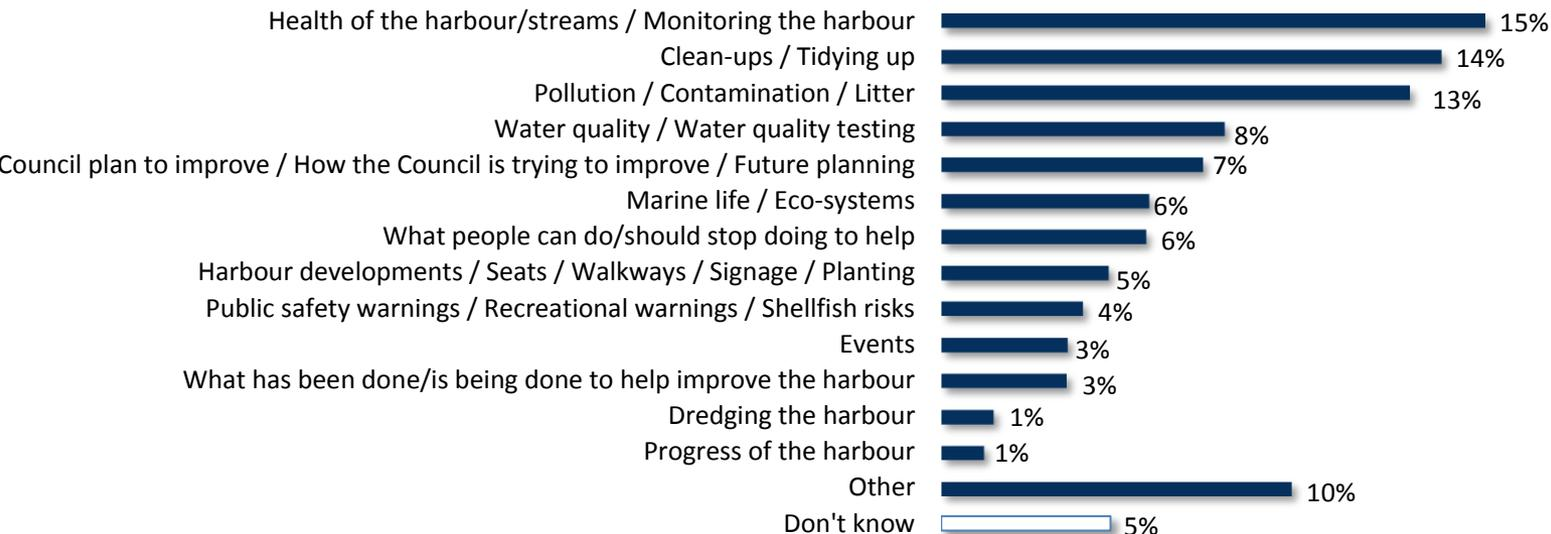 Health of the harbour/streams / Monitoring the harbour 15%
Clean-ups / Tidying up 14%
Pollution / Contamination / Litter 13%
Water quality / Water quality testing 8%
Council plan to improve / How the Council is trying to improve / Future planning 7%
Marine life / Eco-systems 6%
What people can do/should stop doing to help 6%
Harbour developments / Seats / Walkways / Signage / Planting 5%
Public safety warnings / Recreational warnings / Shellfish risks 4%
Events 3%
What has been done/is being done to help improve the harbour 3%
Dredging the harbour 1%
Progress of the harbour 1%
Other 10%
Don't know 5%